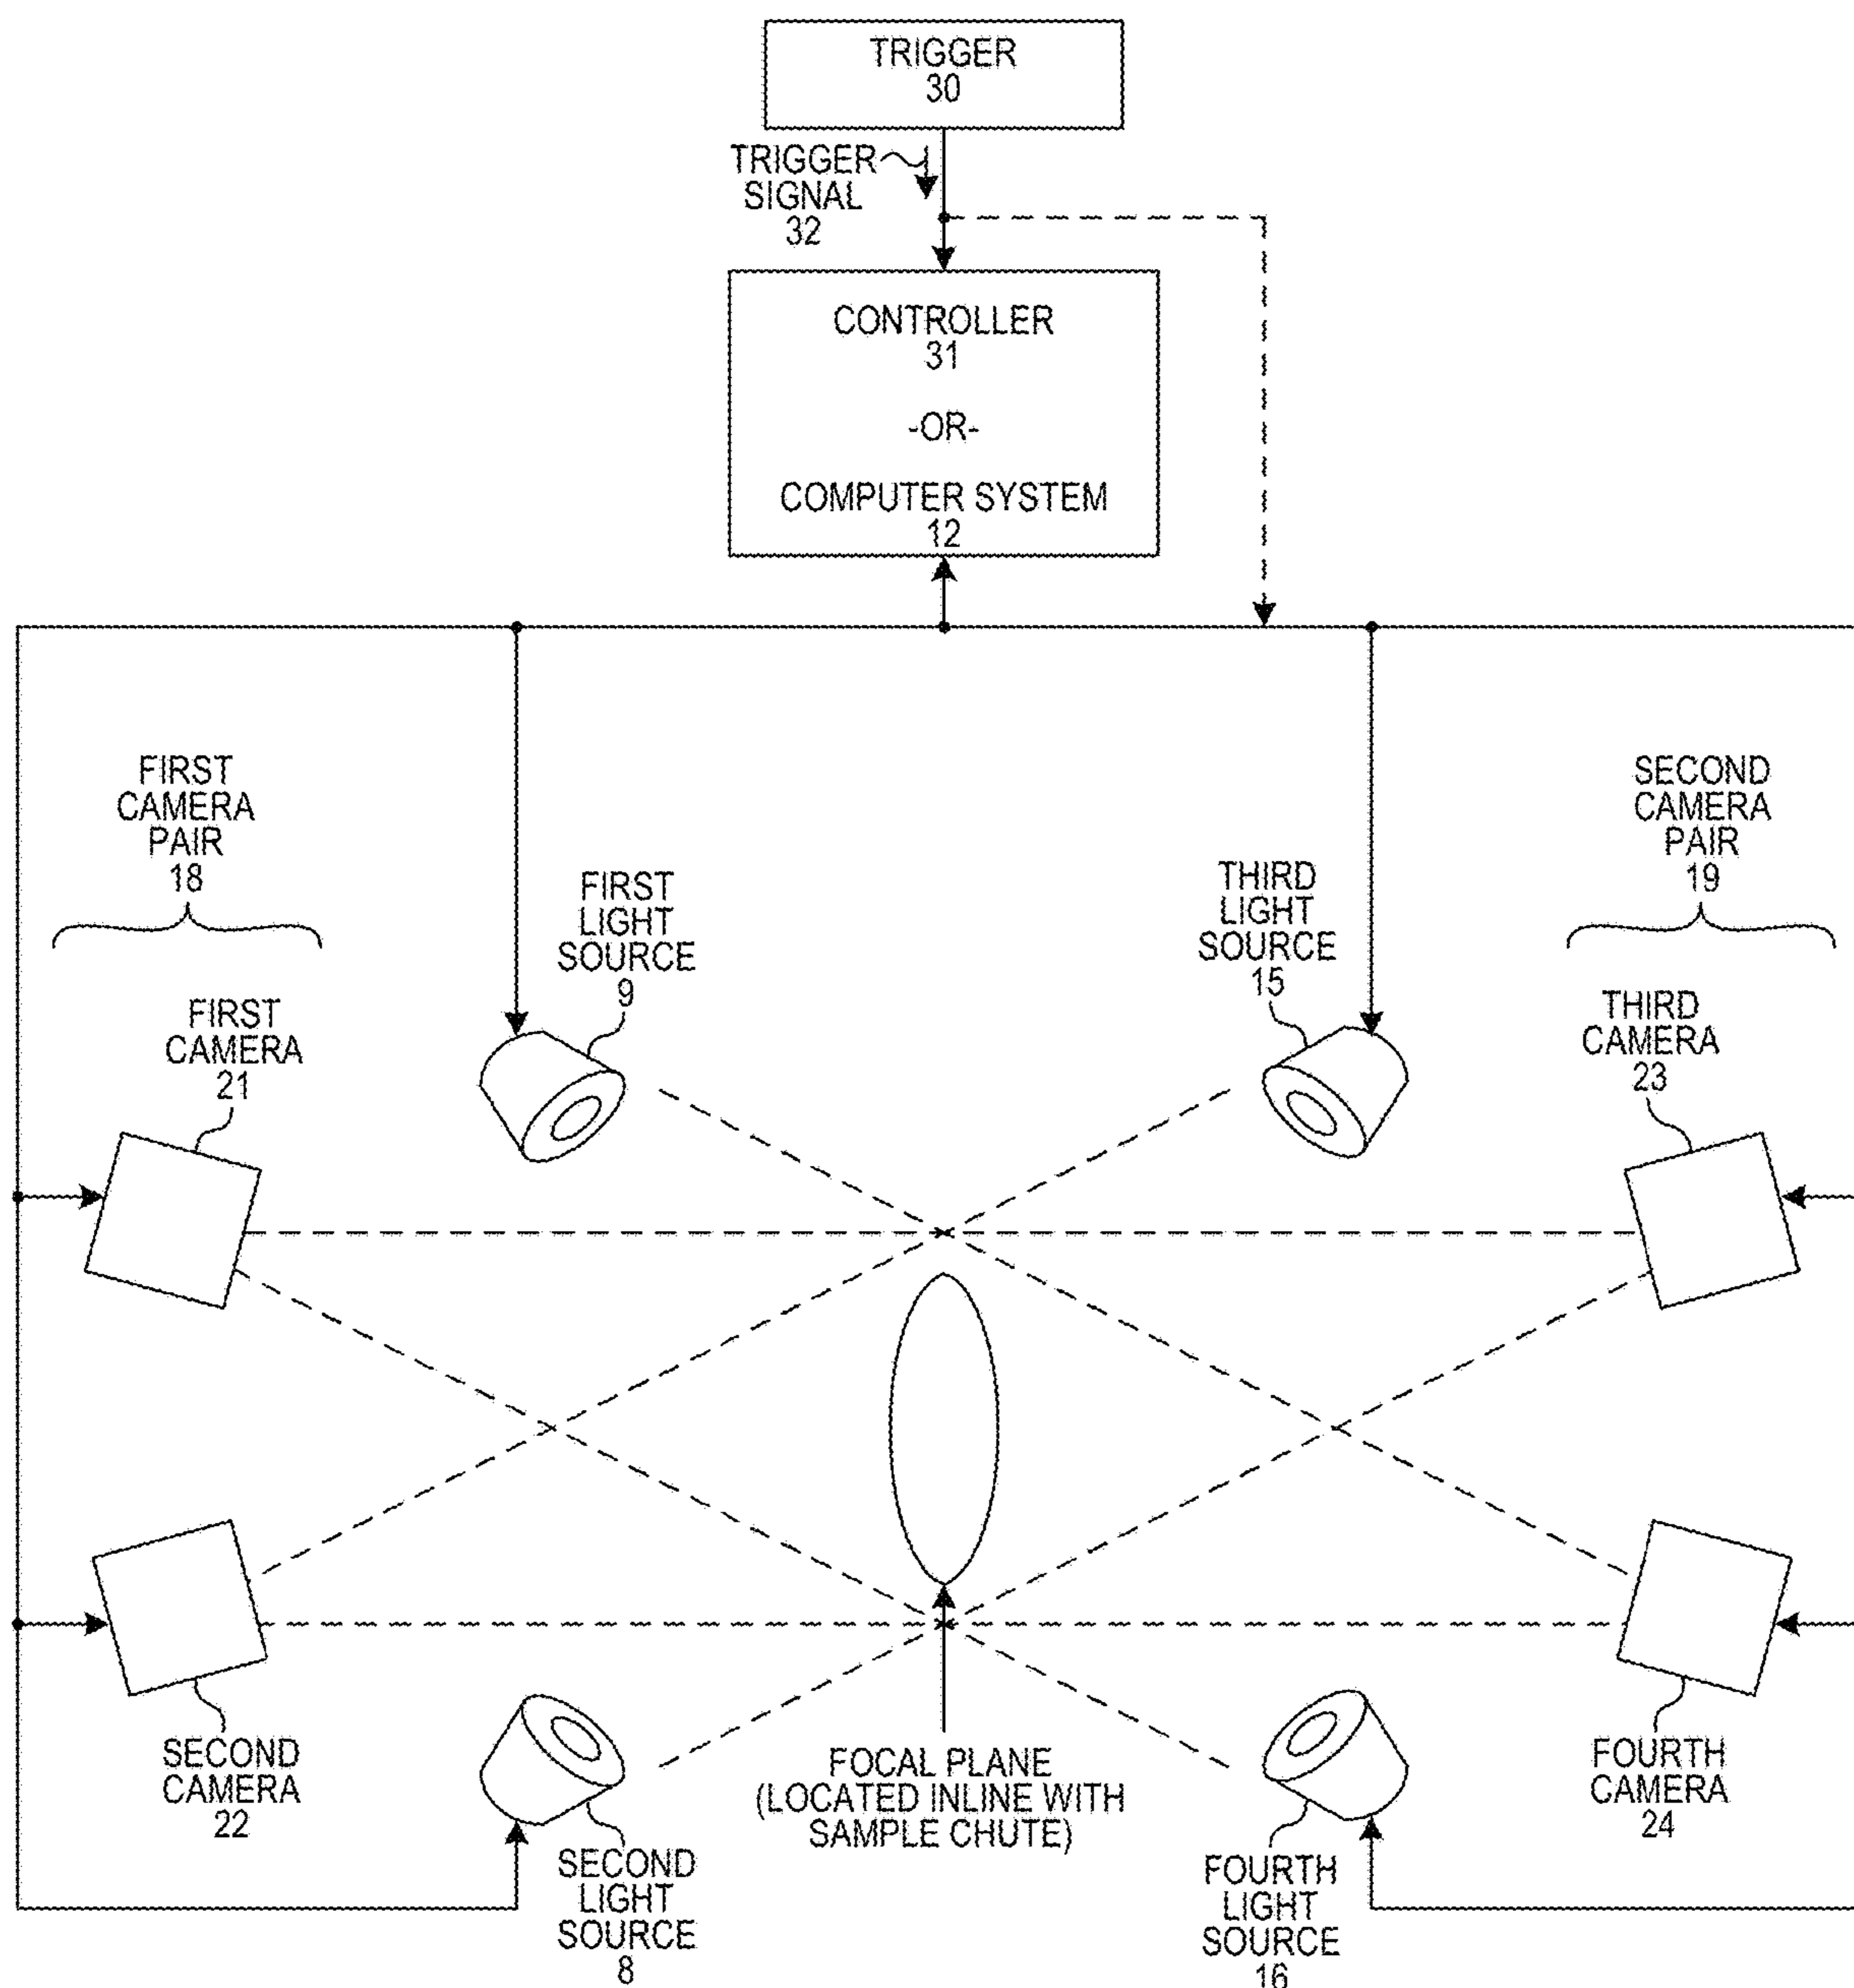 TRIGGER
30
TRIGGER
SIGNAL
32
CONTROLLER
31
-OR-
COMPUTER SYSTEM
12
FIRST
CAMERA
PAIR
18
SECOND
CAMERA
PAIR
19
FIRST
LIGHT
SOURCE
9
THIRD
LIGHT
SOURCE
15
FIRST
CAMERA
21
THIRD
CAMERA
23
SECOND
CAMERA
22
SECOND
LIGHT
SOURCE
8
FOCAL PLANE
(LOCATED INLINE WITH
SAMPLE CHUTE)
FOURTH
LIGHT
SOURCE
16
FOURTH
CAMERA
24